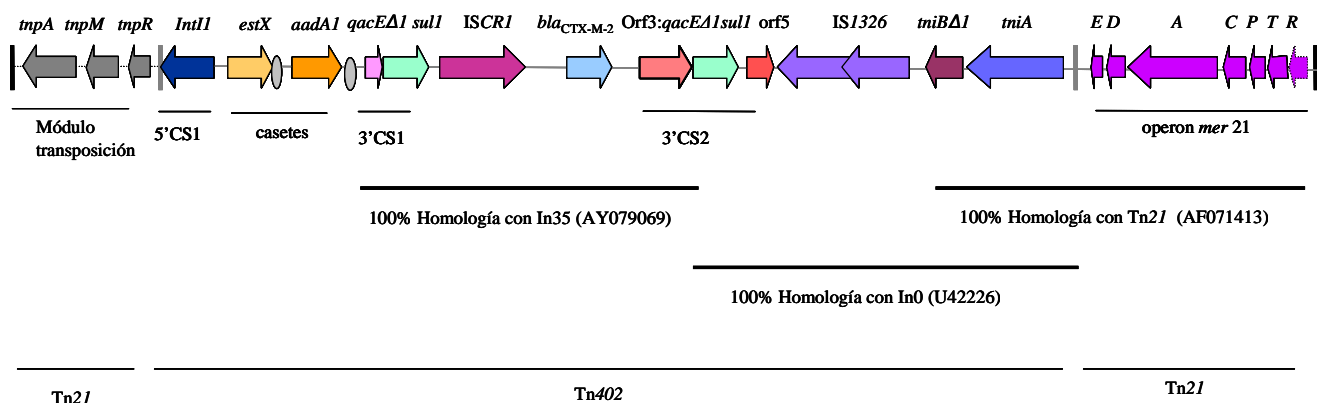 tnpA tnpM tnpR IntI1 estX aadA1 qacEΔ1 sul1 ISCR1 blaCTX-M-2 Orf3:qacEΔ1sul1 orf5 IS1326 tniBΔ1 tniA E D A C P T R
Módulo transposición
5’CS1
casetes
3’CS1
3’CS2
operon mer 21
100% Homología con In35 (AY079069)
100% Homología con Tn21 (AF071413)
100% Homología con In0 (U42226)
Tn21
Tn402
Tn21